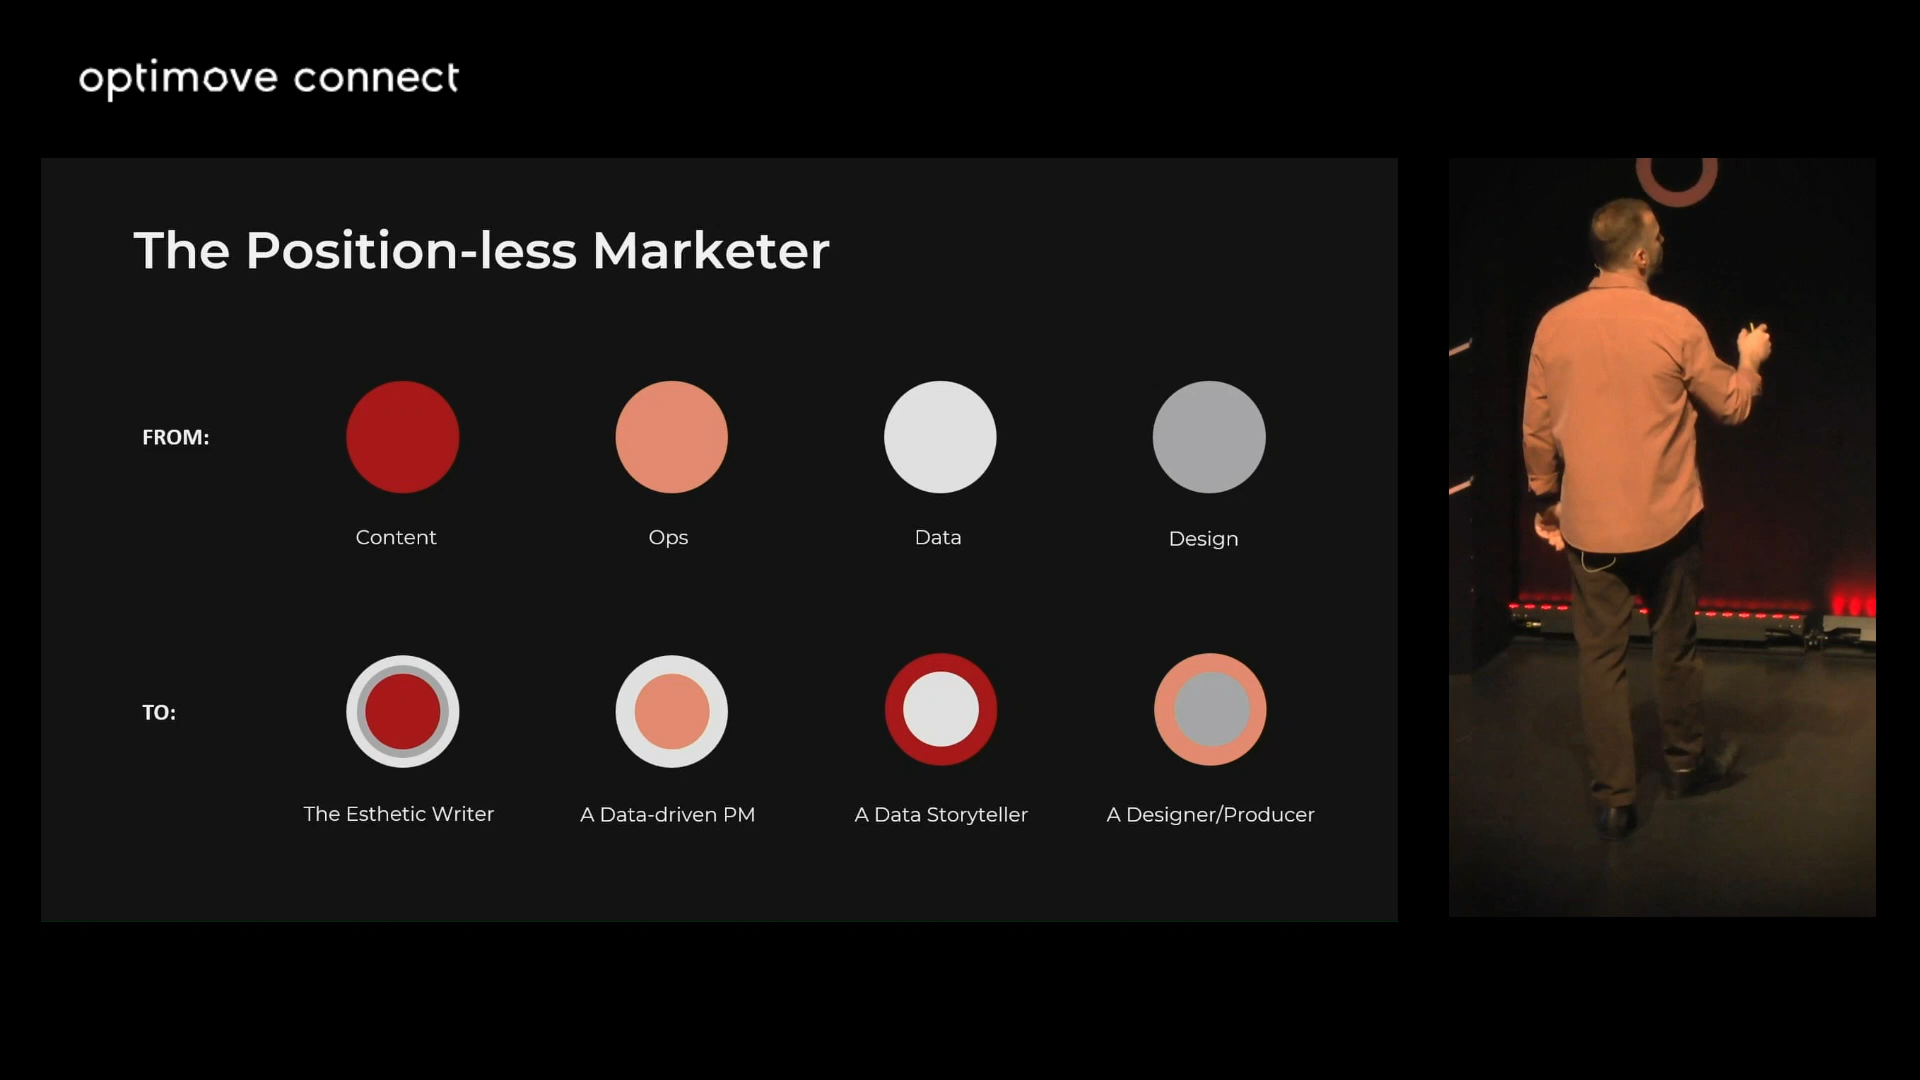 optimove connect
The Position-less Marketer
FROM:
Content
Ops
Data
Design
TO:
The Esthetic Writer
A Data-driven PM
A Data Storyteller
A Designer/Producer